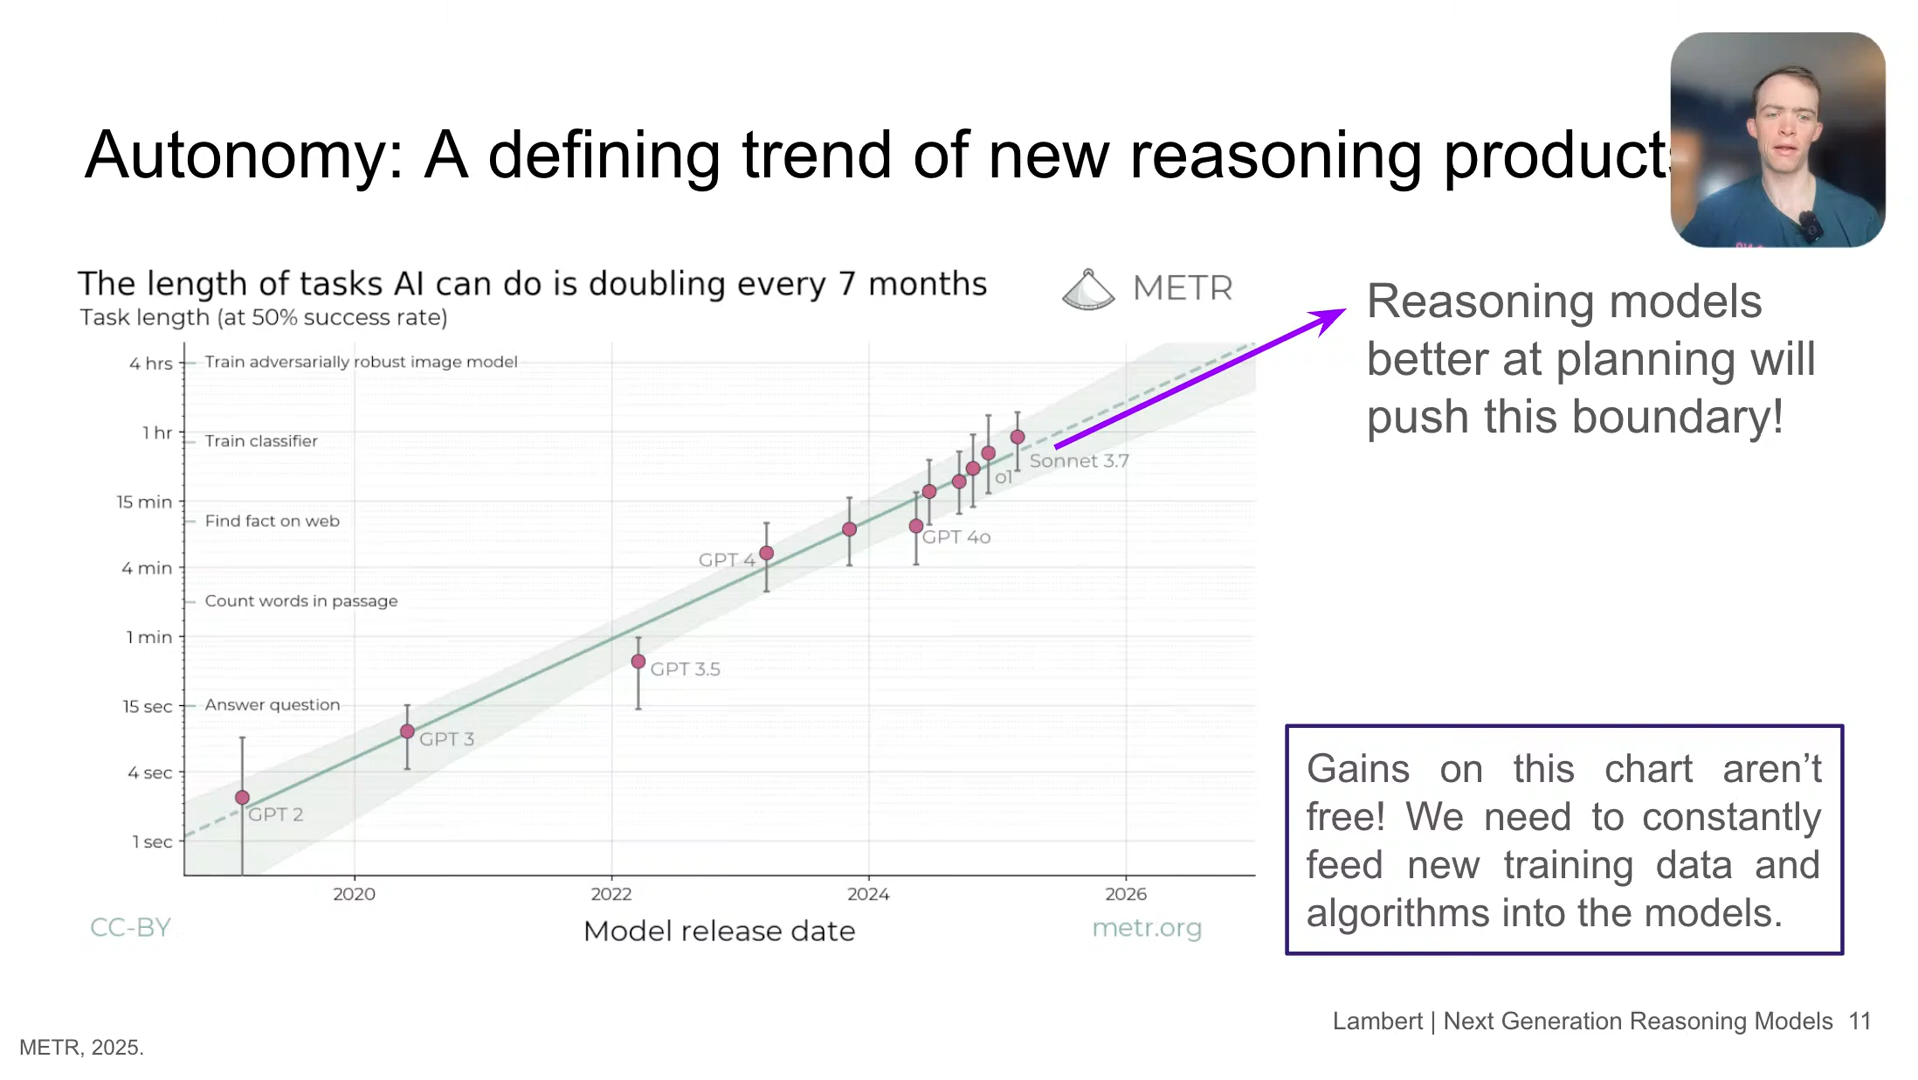 Autonomy: A defining trend of new reasoning product
The length of tasks AI can do is doubling every 7 months
METR
Task length (at 50% success rate)
Reasoning models
better at planning will
push this boundary!
4 hrs
Train adversarially robust image model
1 hr
Train classifier
Sonnet 3.7
o1
15 min
Find fact on web
GPT 4o
GPT 4
4 min
Count words in passage
1 min
GPT 3.5
15 sec
Answer question
GPT 3
4 sec
GPT 2
1 sec
2020
2022
2024
2026
Gains on this chart aren’t
free! We need to constantly
feed new training data and
algorithms into the models.
CC-BY
Model release date
metr.org
Lambert | Next Generation Reasoning Models 11
METR, 2025.